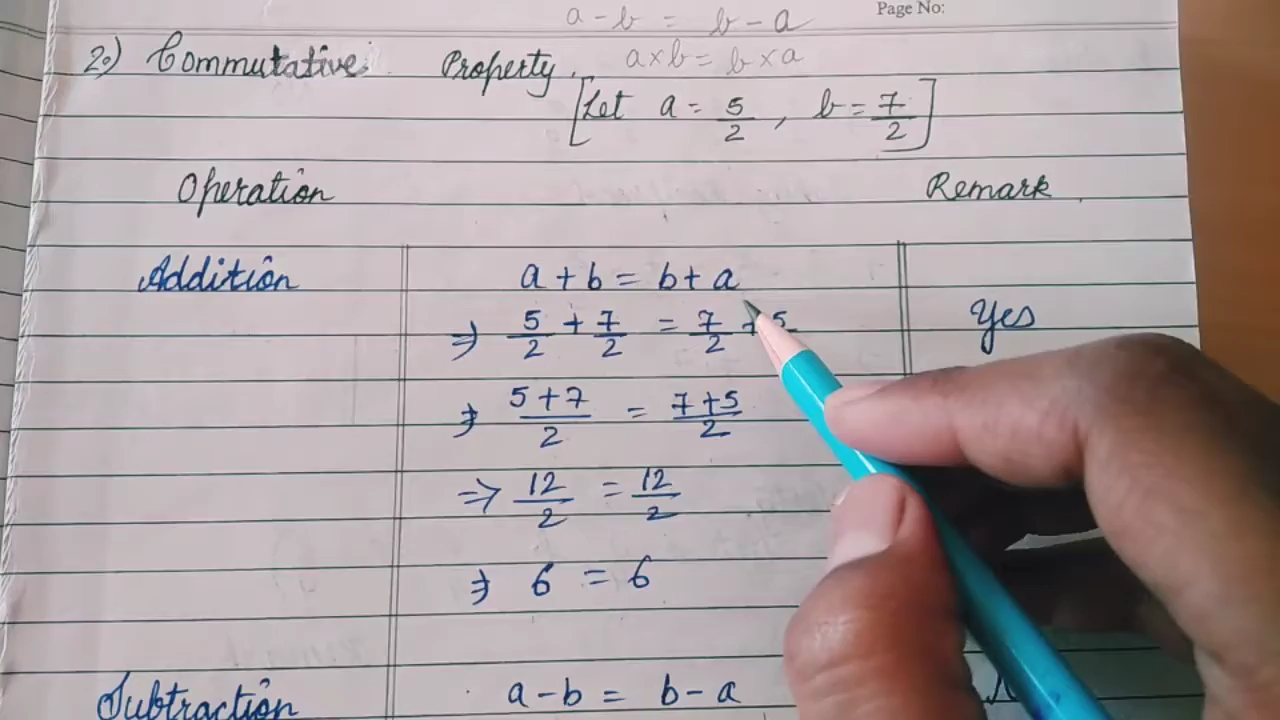 Page No:
a - b = b - a
2.) Commutative Property. a×b = b×a
[Let a = 5/2, b = 7/2]
Operation Remark.
Addition a + b = b + a
⇒ 5/2 + 7/2 = 7/2 + 5 Yes
⇒ 5+7/2 = 7+5/2
⇒ 12/2 = 12/2
⇒ 6 = 6
Subtraction a - b = b - a